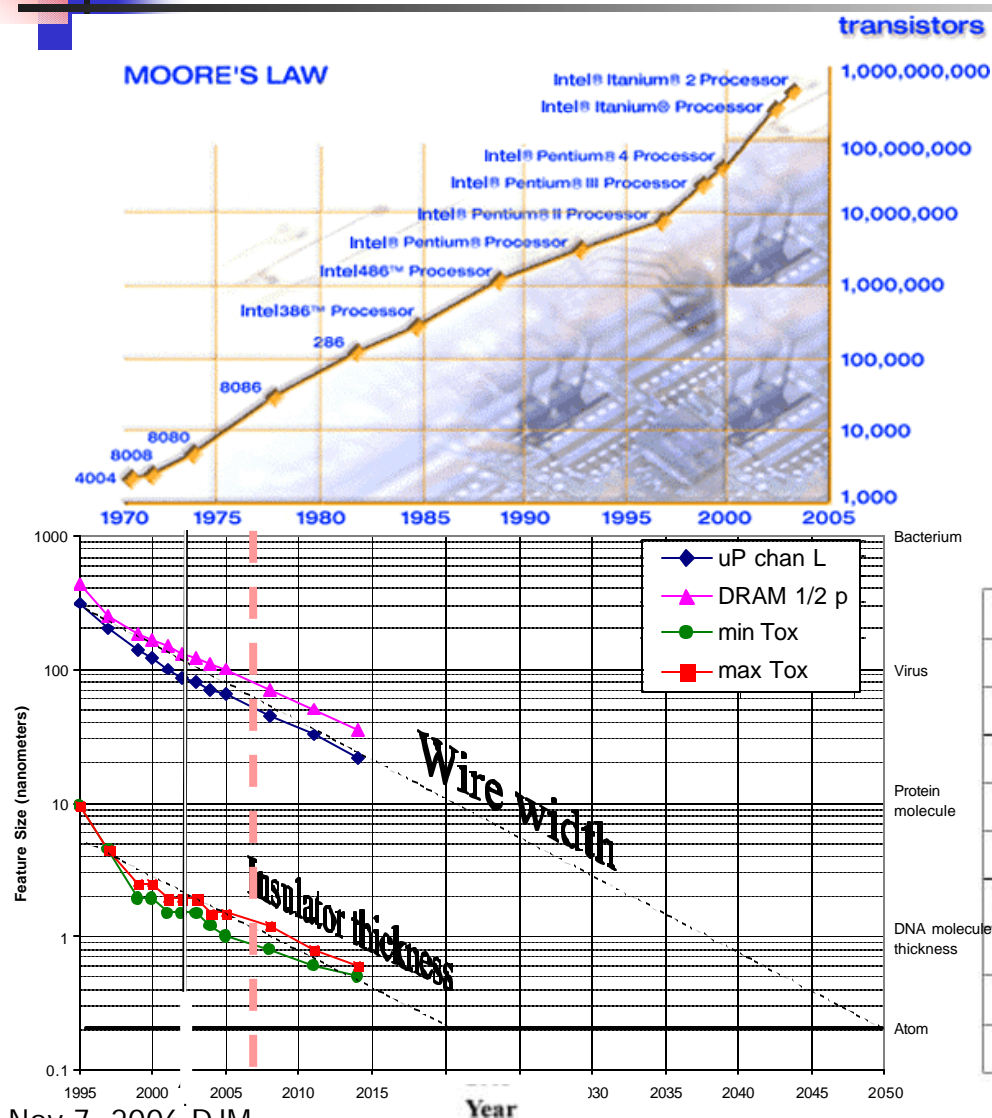 transistors
MOORE'S LAW
1,000,000,000
Intel® Itanium® 2 Processor
Intel® Itanium® Processor
100,000,000
Intel® Pentium® 4 Processor
Intel® Pentium® III Processor
10,000,000
Intel® Pentium® II Processor
Intel® Pentium® Processor
Intel486™ Processor
1,000,000
Intel386™ Processor
286
100,000
8086
10,000
8080
8008
4004
1,000
1970 1975 1980 1985 1990 1995 2000 2005
1000
Bacterium
uP chan L
DRAM 1/2 p
min Tox
max Tox
100
Virus
Feature Size (nanometers)
Wire width
10
Protein
molecule
Insulator thickness
1
DNA molecule
thickness
Atom
0.1
1995 2000 2005 2010 2015 30 2035 2040 2045 2050
Year